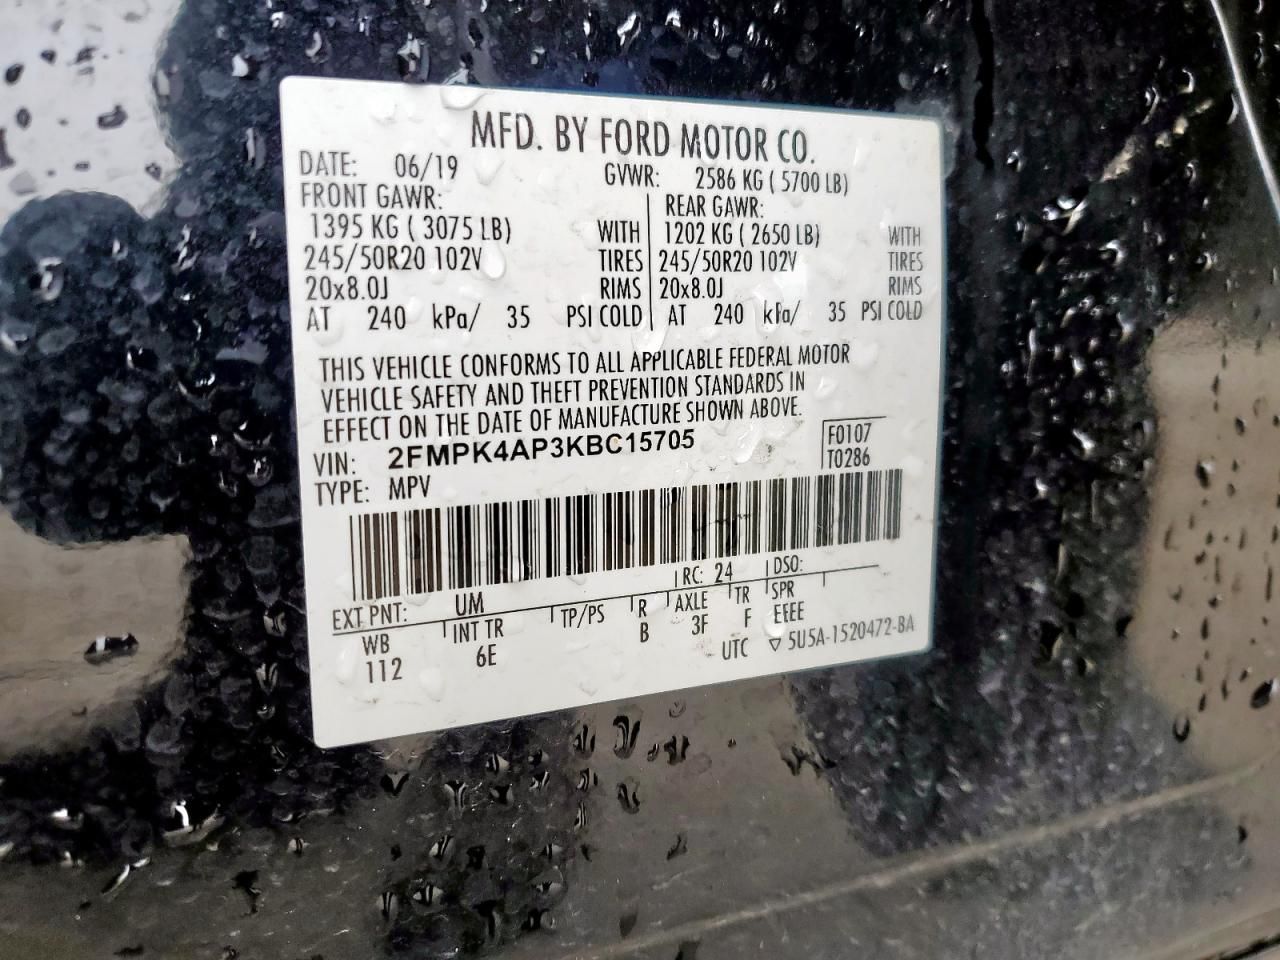 MFD. BY FORD MOTOR CO.
DATE: 06/19 GVWR: 2586 KG ( 5700 LB)
FRONT GAWR: REAR GAWR:
1395 KG ( 3075 LB) WITH 1202 KG ( 2650 LB) WITH
245/50R20 102V TIRES 245/50R20 102V TIRES
20x8.0J RIMS 20x8.0J RIMS
AT 240 kPa/ 35 PSI COLD AT 240 kPa/ 35 PSI COLD
THIS VEHICLE CONFORMS TO ALL APPLICABLE FEDERAL MOTOR
VEHICLE SAFETY AND THEFT PREVENTION STANDARDS IN
EFFECT ON THE DATE OF MANUFACTURE SHOWN ABOVE.
VIN: 2FMPK4AP3KBC15705 F0107
TYPE: MPV T0286
EXT PNT: UM RC: 24 DSO:
WB INT TR TP/PS R AXLE TR SPR
112 6E B 3F F EEEE
UTC ▽ 5U5A-1520472-BA